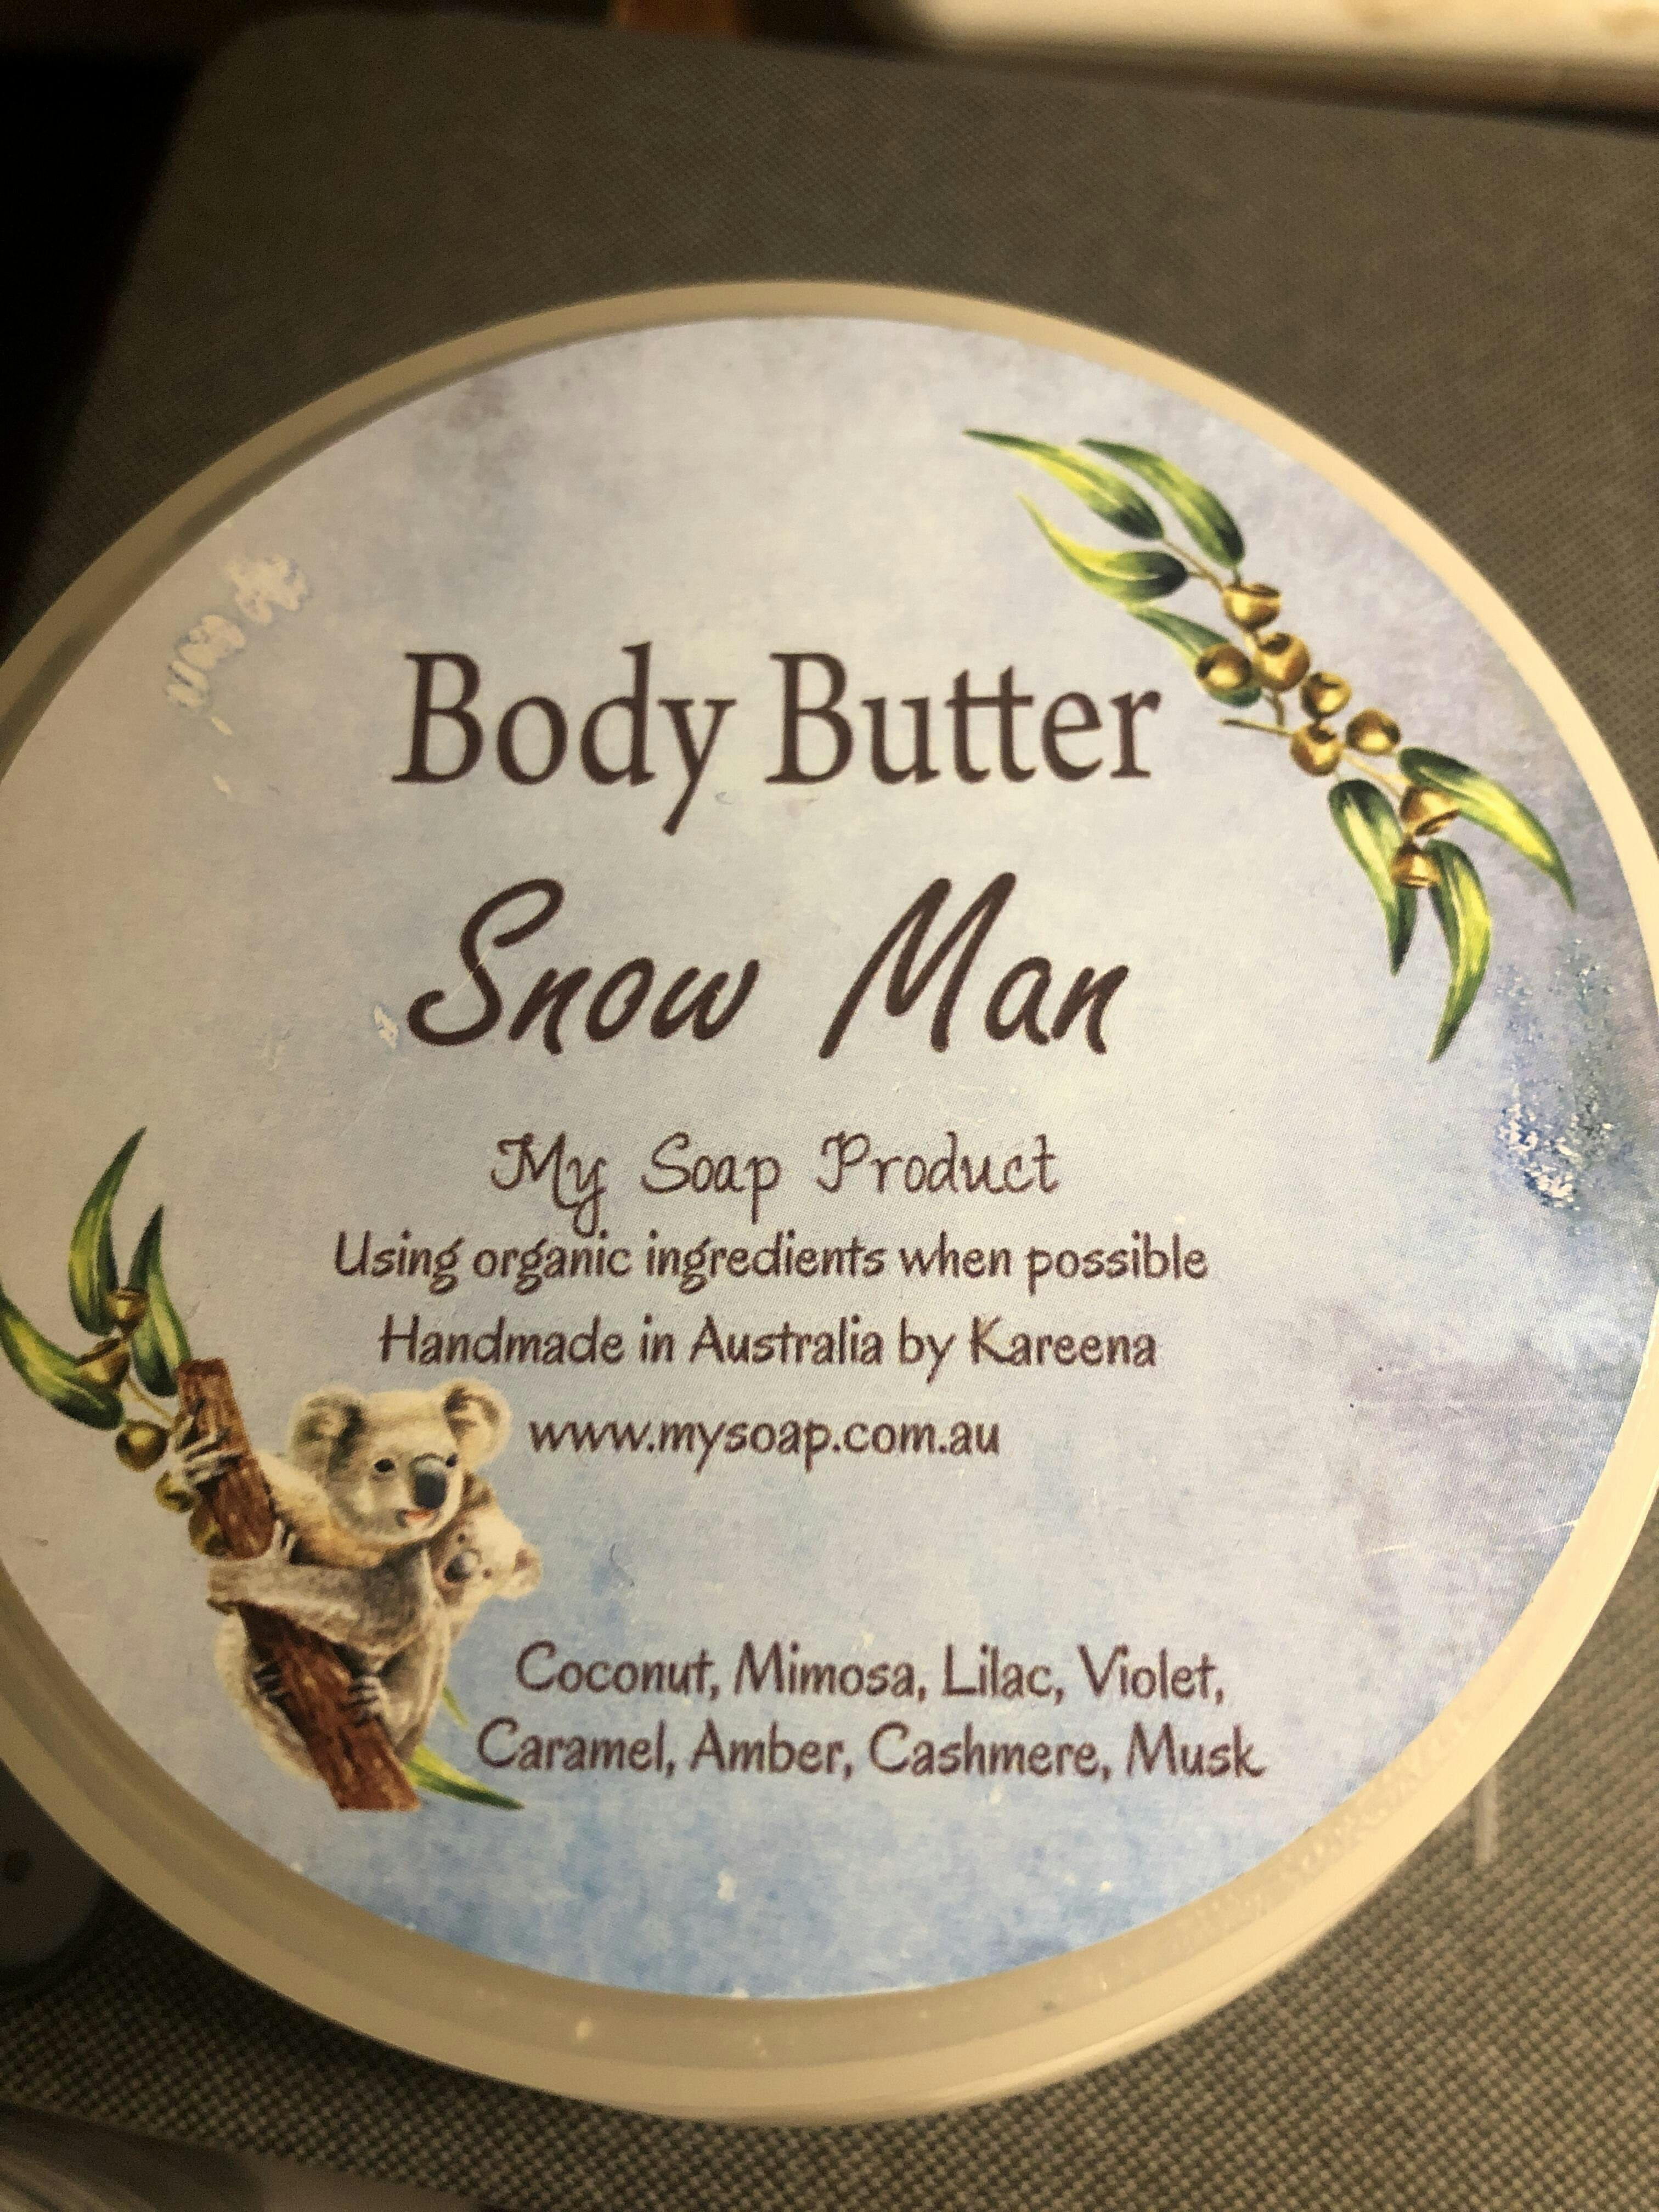 Body Butter
Snow Man
My Soap Product
Using organic ingredients when possible
Handmade in Australia by Kareena
www.mysoap.com.au
Coconut, Mimosa, Lilac, Violet,
Caramel, Amber, Cashmere, Musk